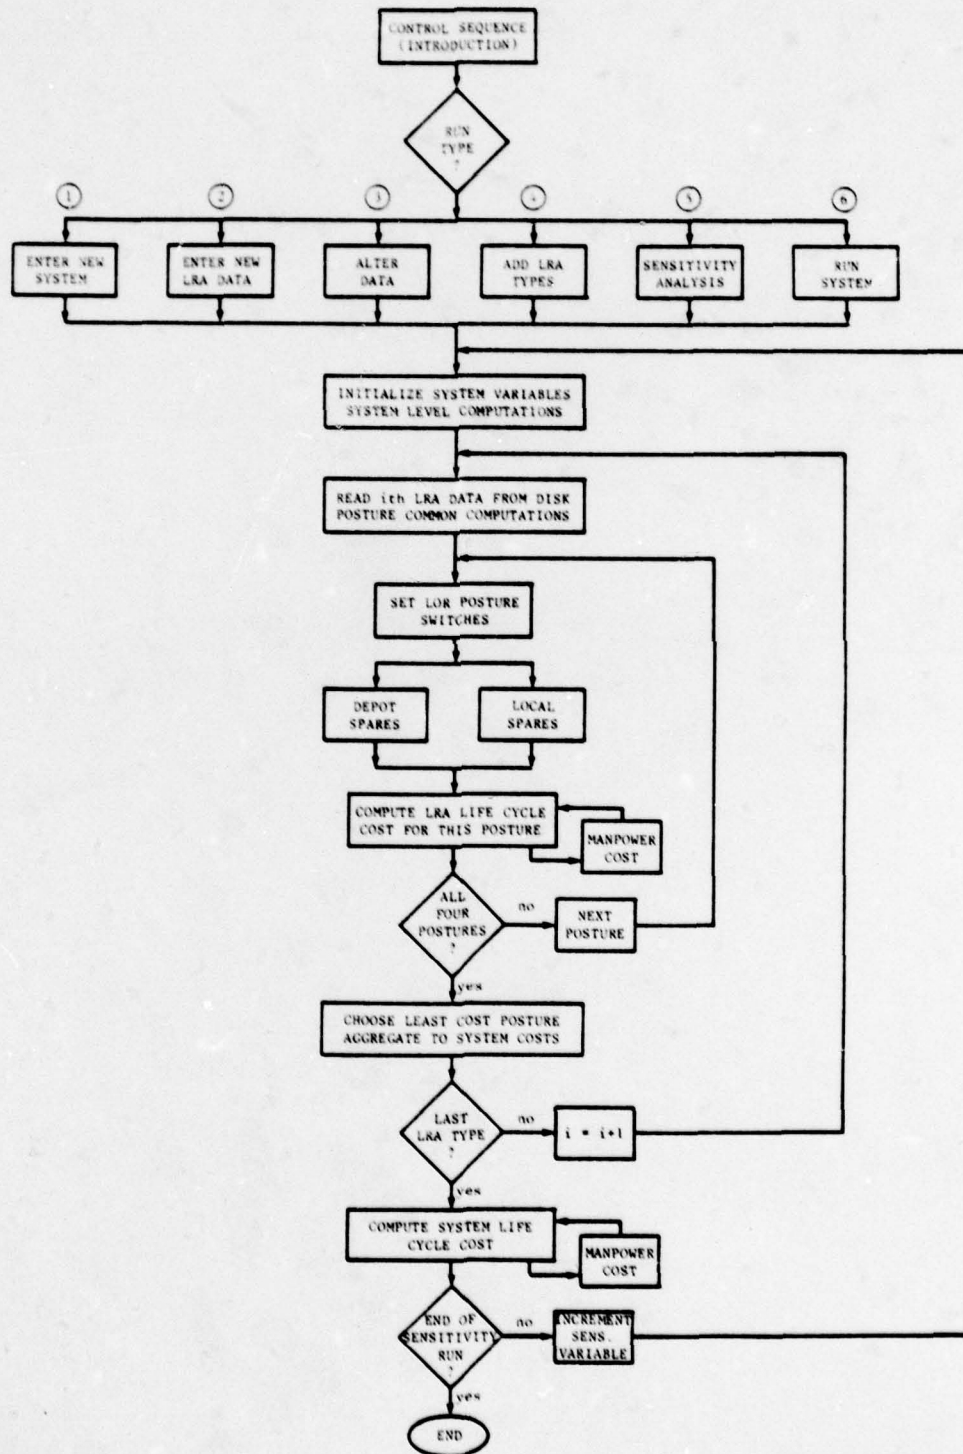 CONTROL SEQUENCE
(INTRODUCTION)
RUN
TYPE
?
1
2
3
4
5
6
ENTER NEW
SYSTEM
ENTER NEW
LRA DATA
ALTER
DATA
ADD LRA
TYPES
SENSITIVITY
ANALYSIS
RUN
SYSTEM
INITIALIZE SYSTEM VARIABLES
SYSTEM LEVEL COMPUTATIONS
READ ith LRA DATA FROM DISK
POSTURE COMMON COMPUTATIONS
SET LOR POSTURE
SWITCHES
DEPOT
SPARES
LOCAL
SPARES
COMPUTE LRA LIFE CYCLE
COST FOR THIS POSTURE
MANPOWER
COST
ALL
FOUR
POSTURES
?
no
NEXT
POSTURE
yes
CHOOSE LEAST COST POSTURE
AGGREGATE TO SYSTEM COSTS
LAST
LRA TYPE
?
no
i = i+1
yes
COMPUTE SYSTEM LIFE
CYCLE COST
MANPOWER
COST
END OF
SENSITIVITY
RUN
?
no
INCREMENT
SENS.
VARIABLE
yes
END